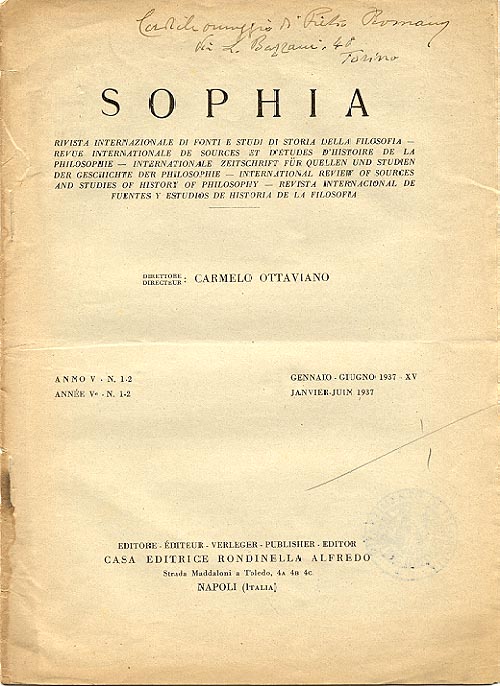 Cordiale omaggio di Pietro Romano
Via L.
Torino
SOPHIA
RIVISTA INTERNAZIONALE DI FONTI E STUDI DI STORIA DELLA FILOSOFIA —
REVUE INTERNATIONALE DE SOURCES ET D'ÉTUDES D'HISTOIRE DE LA
PHILOSOPHIE — INTERNATIONALE ZEITSCHRIFT FÜR QUELLEN UND STUDIEN
DER GESCHICHTE DER PHILOSOPHIE — INTERNATIONAL REVIEW OF SOURCES
AND STUDIES OF HISTORY OF PHILOSOPHY — REVISTA INTERNACIONAL DE
FUENTES Y ESTUDIOS DE HISTORIA DE LA FILOSOFIA
DIRETTORE
DIRECTEUR : CARMELO OTTAVIANO
ANNO V - N. 1-2
ANNÉE Ve - N. 1-2
GENNAIO - GIUGNO 1937 - XV
JANVIER-JUIN 1937
EDITORE - ÉDITEUR - VERLEGER - PUBLISHER - EDITOR
CASA EDITRICE RONDINELLA ALFREDO
Strada Maddaloni a Toledo, 4A 4B 4C
NAPOLI (ITALIA)